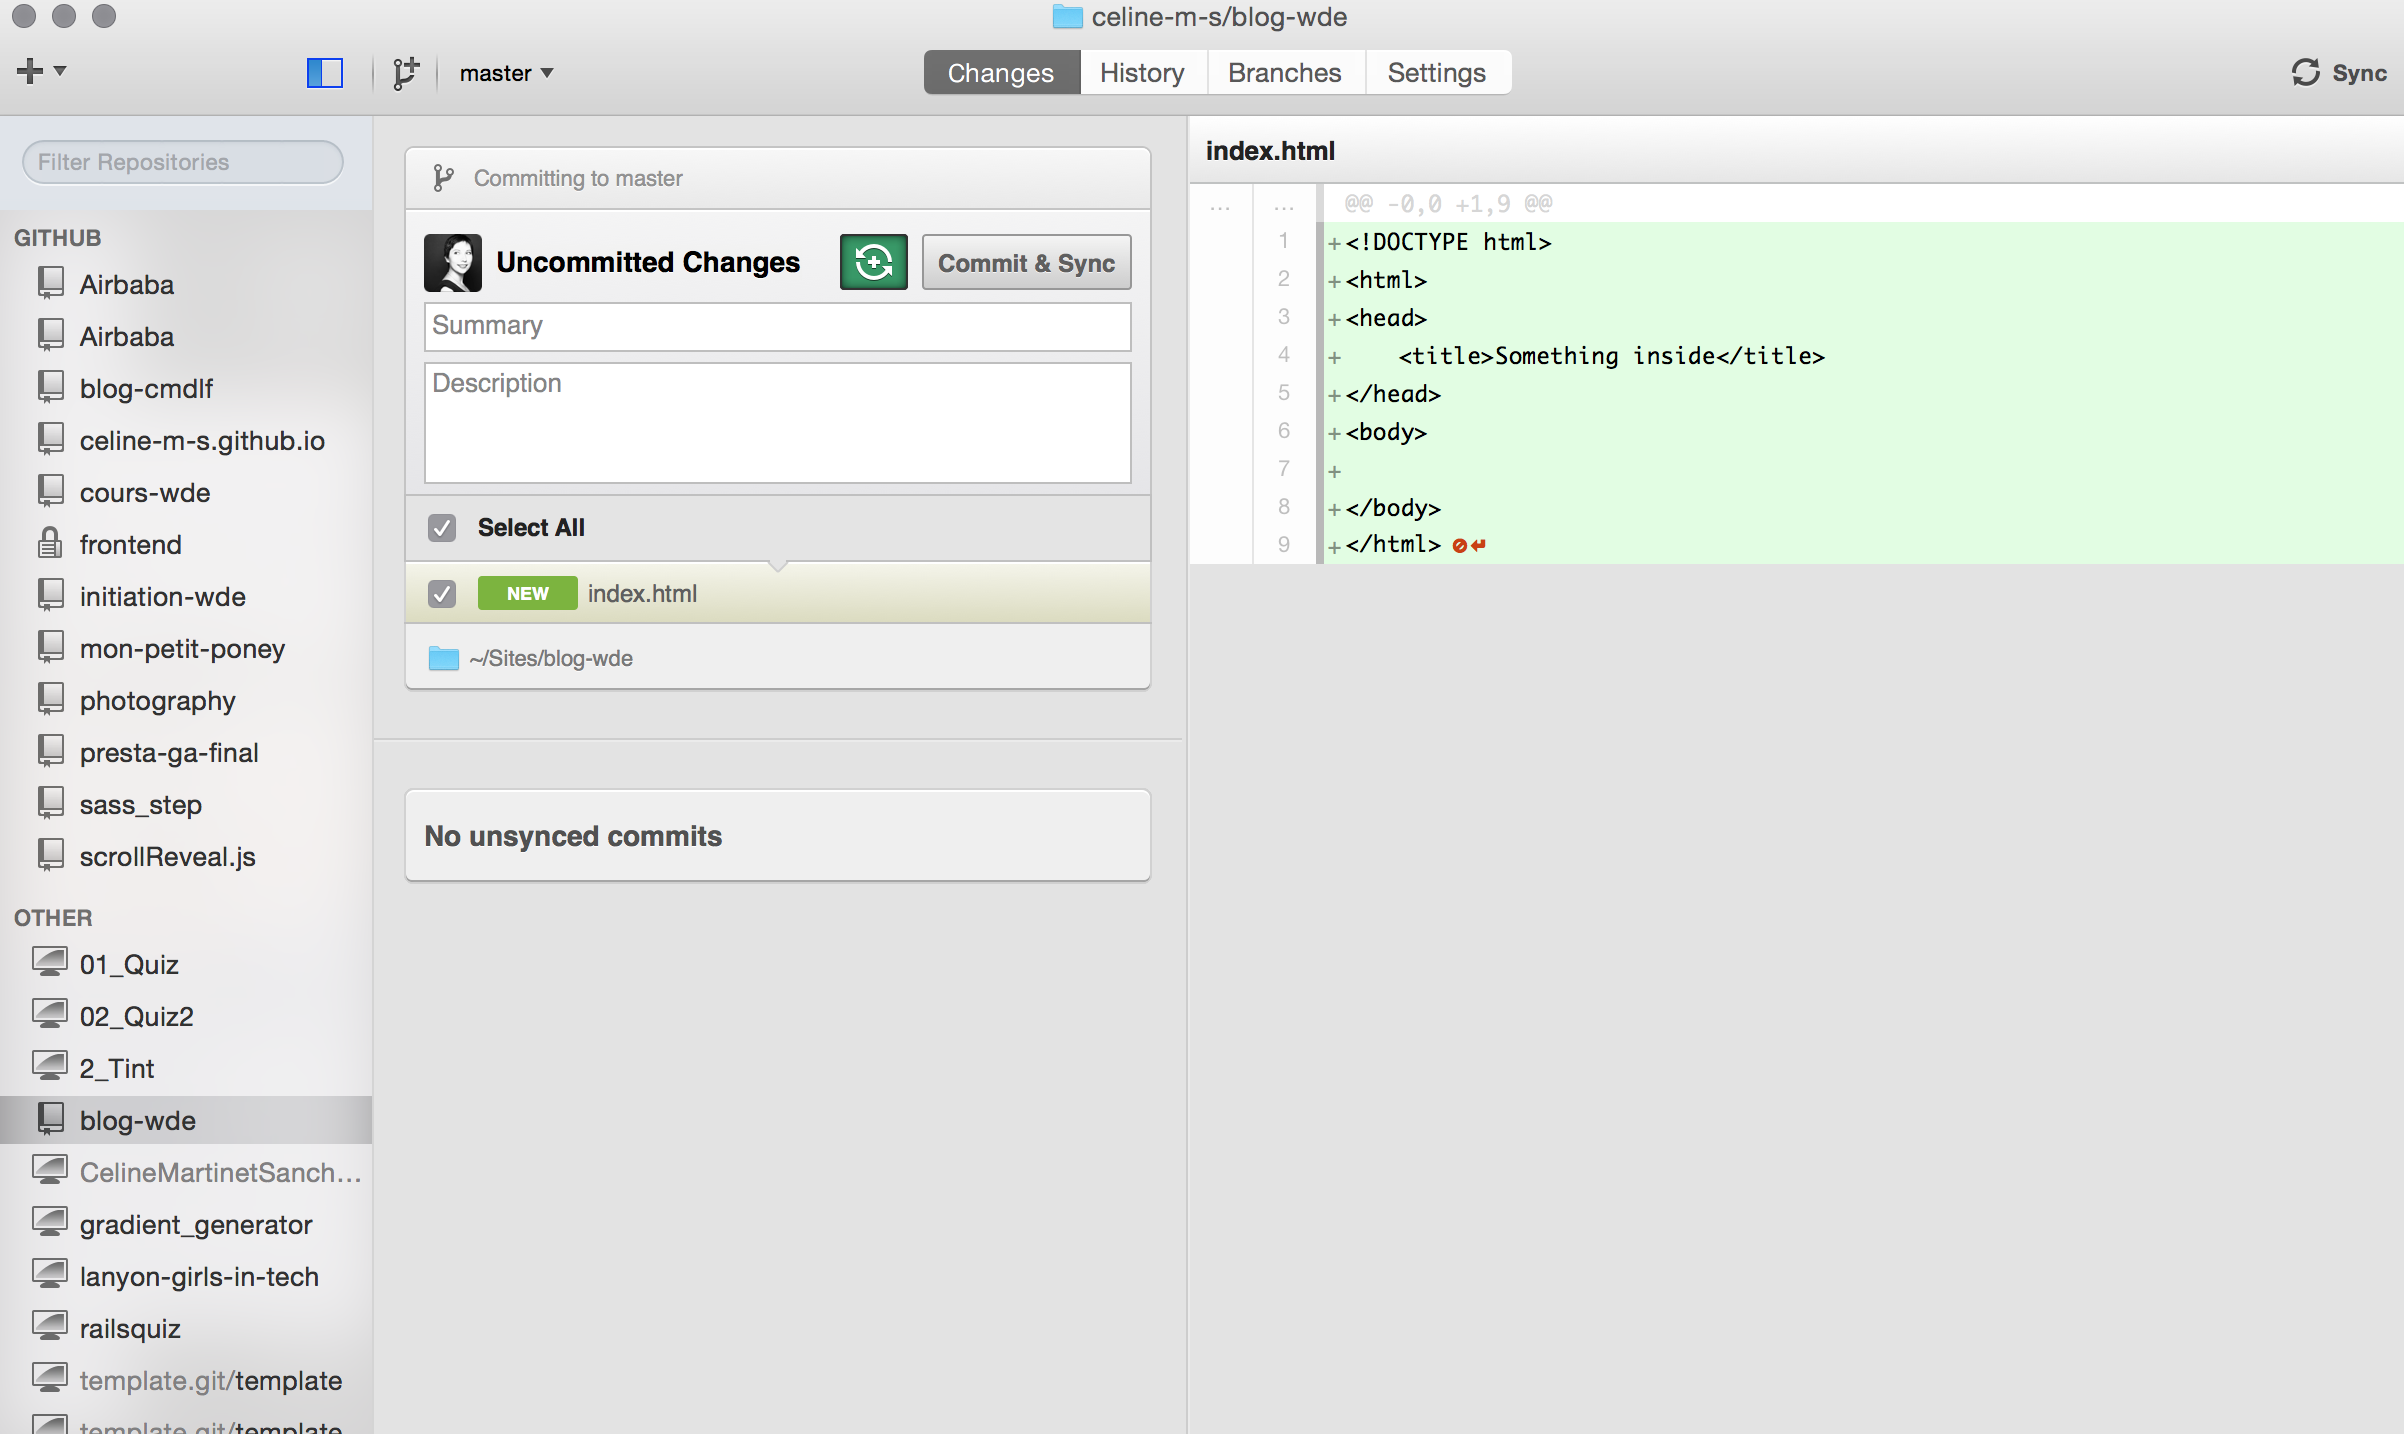 celine-m-s/blog-wde
master
Changes
History
Branches
Settings
Sync
Filter Repositories
GITHUB
Airbaba
Airbaba
blog-cmdlf
celine-m-s.github.io
cours-wde
frontend
initiation-wde
mon-petit-poney
photography
presta-ga-final
sass_step
scrollReveal.js
OTHER
01_Quiz
02_Quiz2
2_Tint
blog-wde
CelineMartinetSanch...
gradient_generator
lanyon-girls-in-tech
railsquiz
template.git/template
template.git/template
Committing to master
Uncommitted Changes
Commit & Sync
Summary
Description
Select All
NEW index.html
~/Sites/blog-wde
No unsynced commits
index.html
... ... @@ -0,0 +1,9 @@
1 +<!DOCTYPE html>
2 +<html>
3 +<head>
4 +    <title>Something inside</title>
5 +</head>
6 +<body>
7 +
8 +</body>
9 +</html>